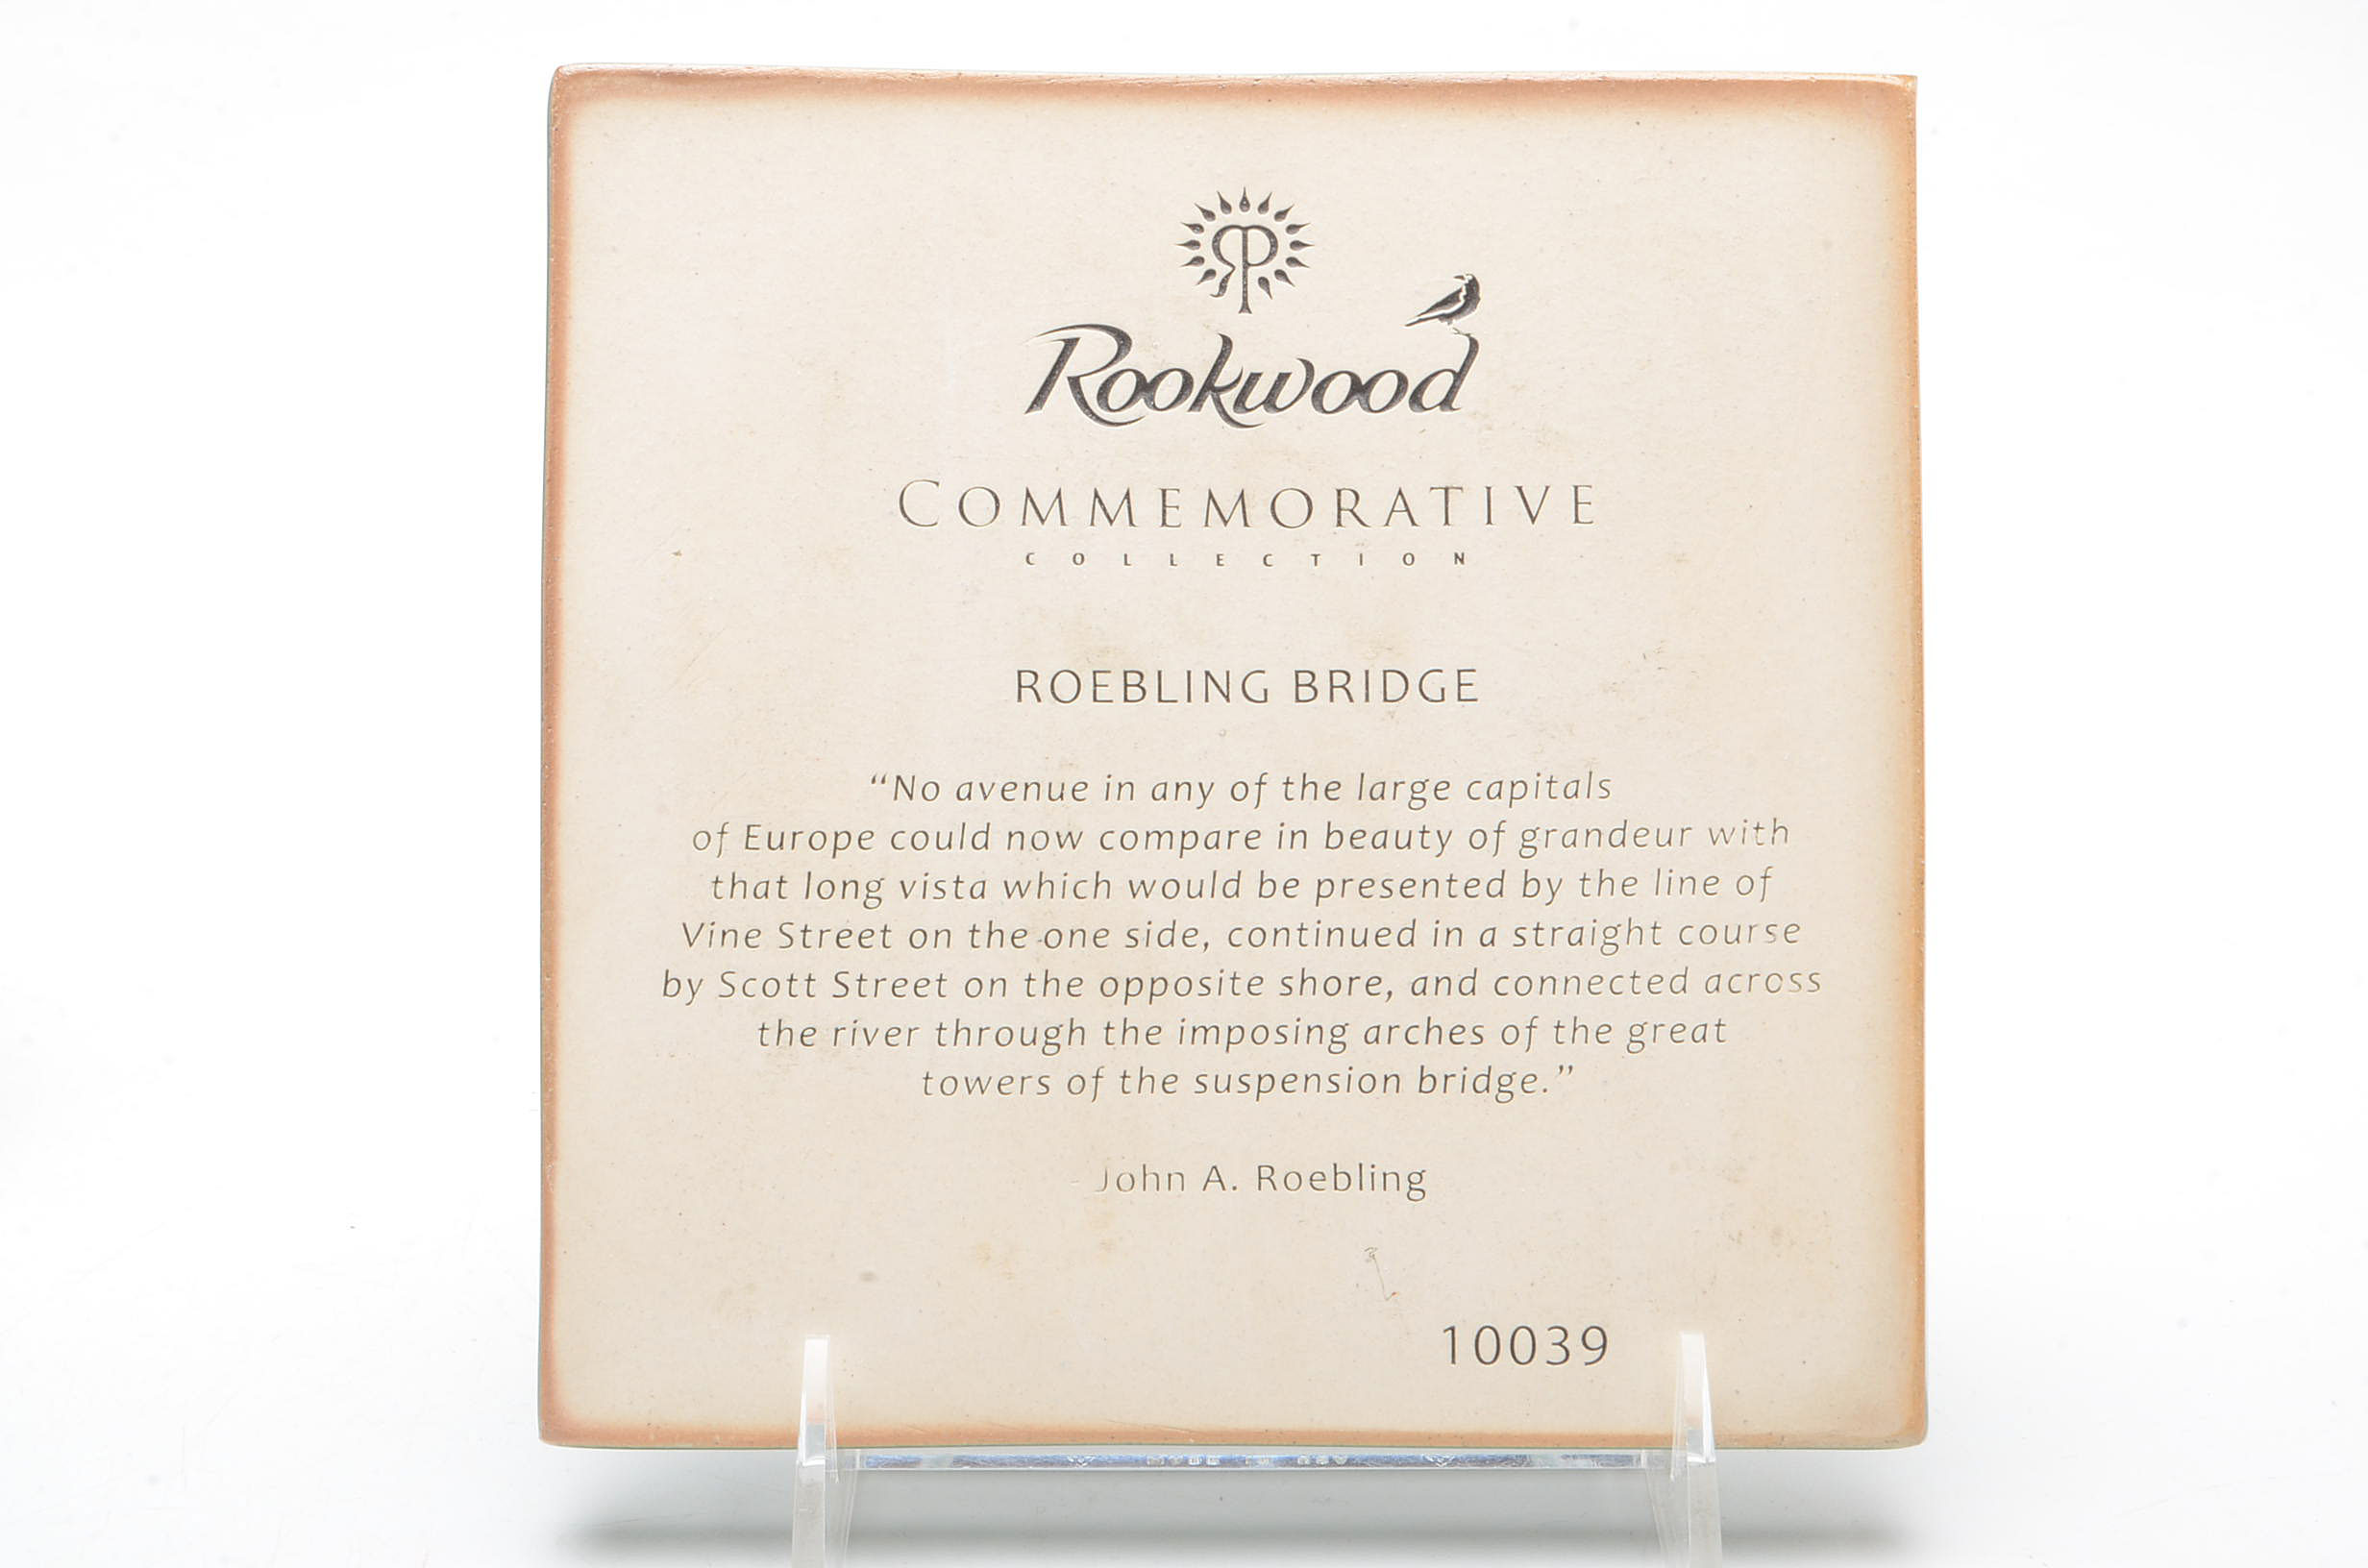 RP
Rookwood
COMMEMORATIVE
COLLECTION
ROEBLING BRIDGE
“No avenue in any of the large capitals
of Europe could now compare in beauty of grandeur with
that long vista which would be presented by the line of
Vine Street on the one side, continued in a straight course
by Scott Street on the opposite shore, and connected across
the river through the imposing arches of the great
towers of the suspension bridge.”
- John A. Roebling
10039